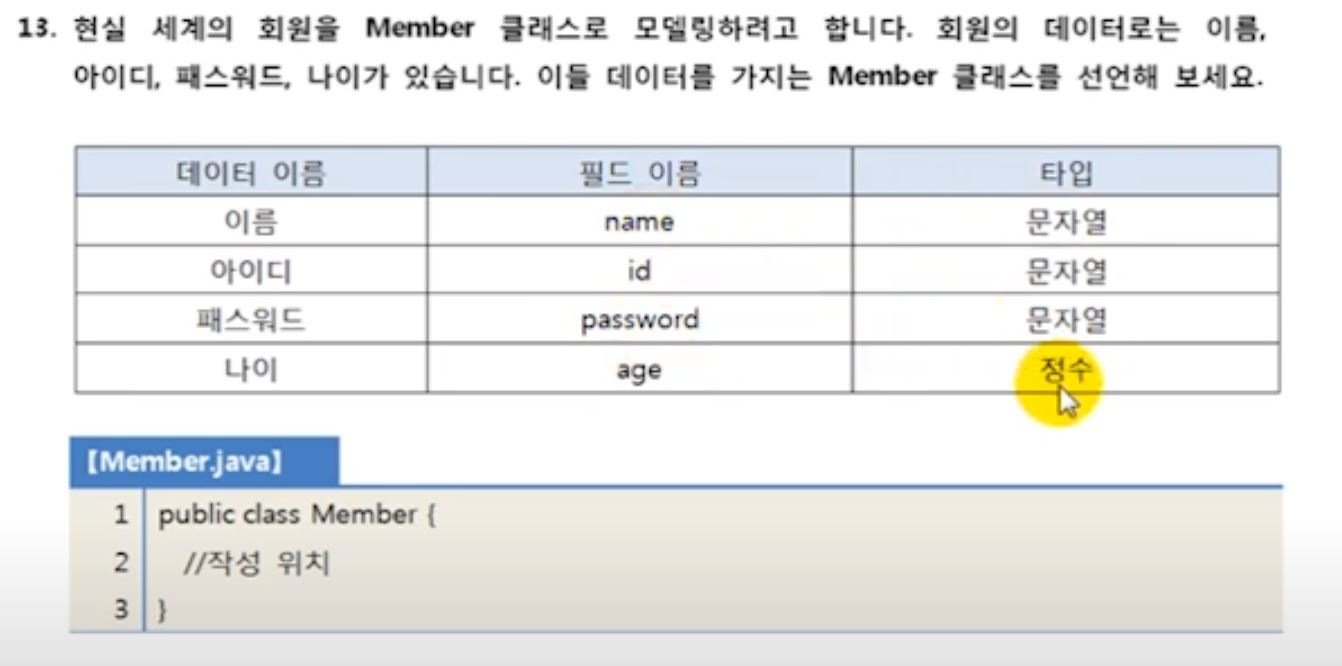 13. 현실 세계의 회원을 Member 클래스로 모델링하려고 합니다. 회원의 데이터로는 이름,
아이디, 패스워드, 나이가 있습니다. 이들 데이터를 가지는 Member 클래스를 선언해 보세요.
데이터 이름 필드 이름 타입
이름 name 문자열
아이디 id 문자열
패스워드 password 문자열
나이 age 정수
[Member.java]
1 public class Member {
2 //작성 위치
3 }